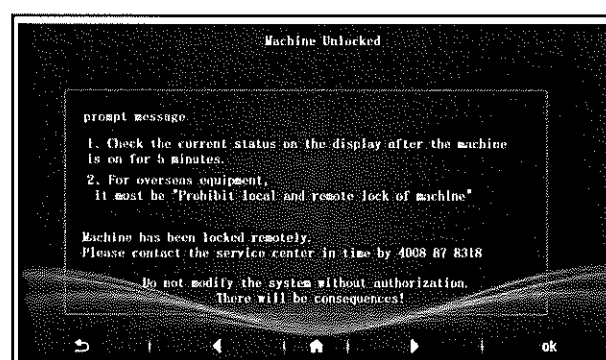 Machine Unlocked
prompt message
1. Check the current status on the display after the machine
is on for 5 minutes.
2. For overseas equipment,
it most be "Prohibit local and remote lock of machine"
Machine has been locked remotely.
Please contact the service center in time by 4008 87 8318
Do not modify the system without authorization.
There will be consequences!
ok